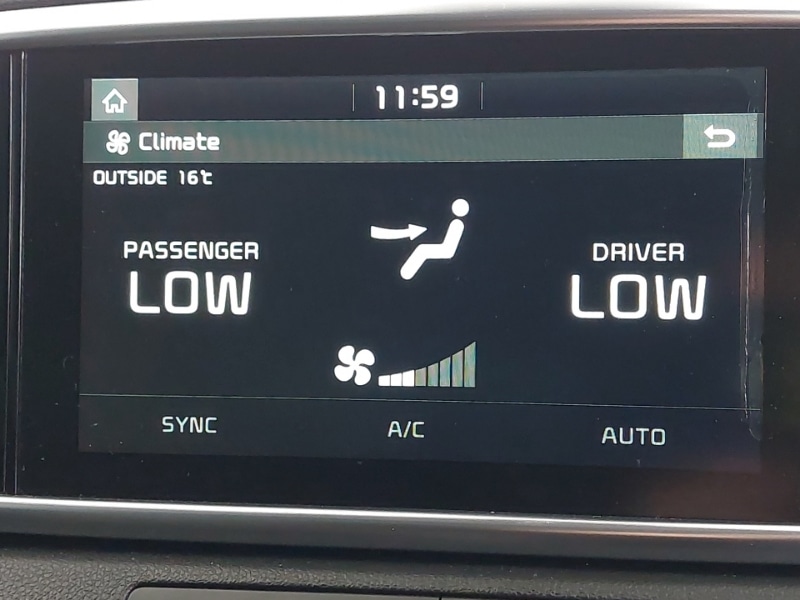 11:59
Climate
OUTSIDE 16℃
PASSENGER
LOW
DRIVER
LOW
SYNC
A/C
AUTO